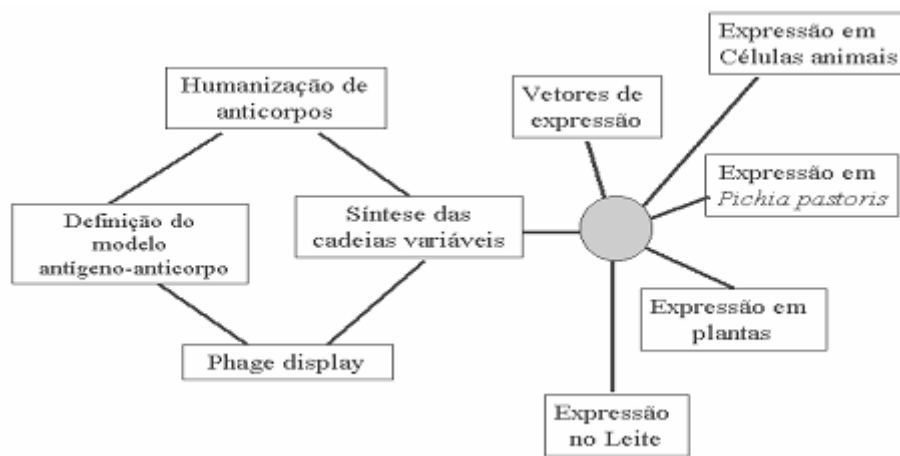 Expressão em
Células animais
Humanização de
anticorpos
Vetores de
expressão
Expressão em
Pichia pastoris
Definição do
modelo
antígeno-anticorpo
Síntese das
cadeias variáveis
Expressão em
plantas
Phage display
Expressão
no Leite